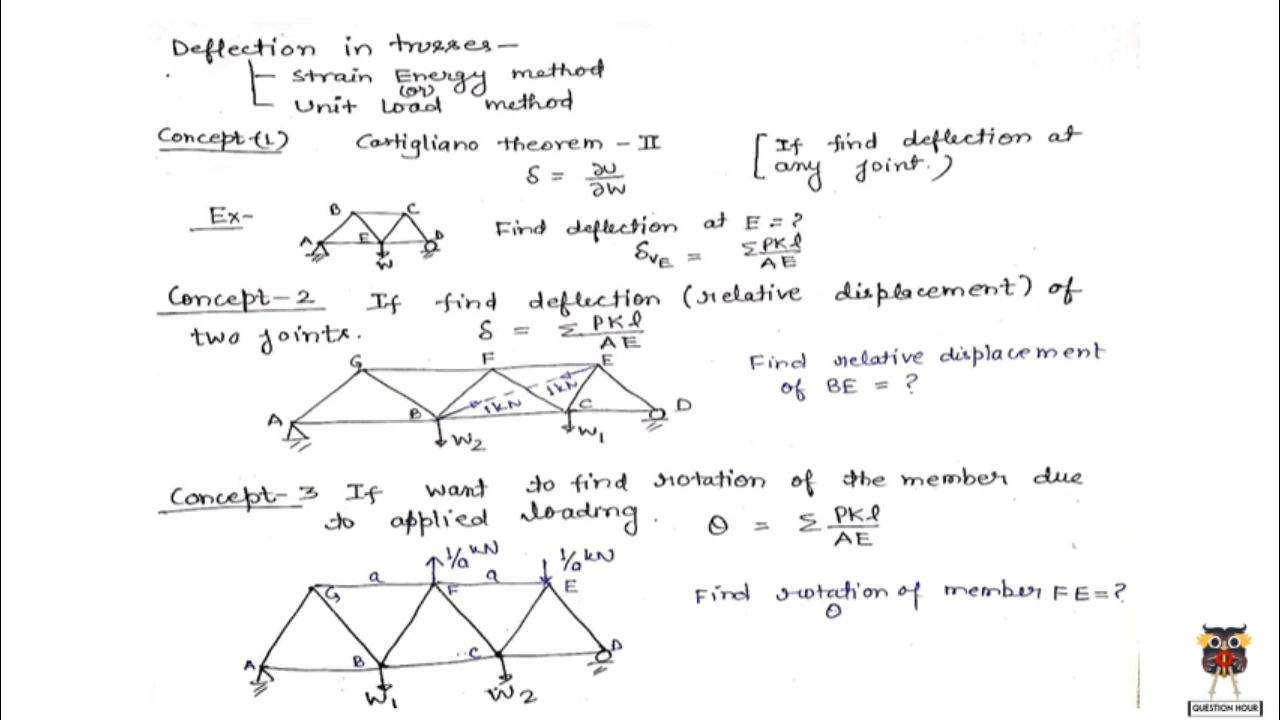 Deflection in trusses-
Strain Energy method
(or)
Unit Load method
Concept-(1) Castigliano theorem - II [If find deflection at
any joint.)
δ = ∂U/∂W
Ex- Find deflection at E = ?
δVE = ΣPKl/AE
B C
A E D
W
Concept-2 If find deflection (relative displacement) of
two joints. δ = Σ PKl/AE
G F E
Find relative displacement
of BE = ?
1KN 1KN
A B C D
W2 W1
Concept-3 If want to find rotation of the member due
to applied loading. θ = Σ PKl/AE
1/a KN 1/a KN
a a
G F E
Find rotation of member FE=?
θ
A B C D
W1 W2
QUESTION HOUR